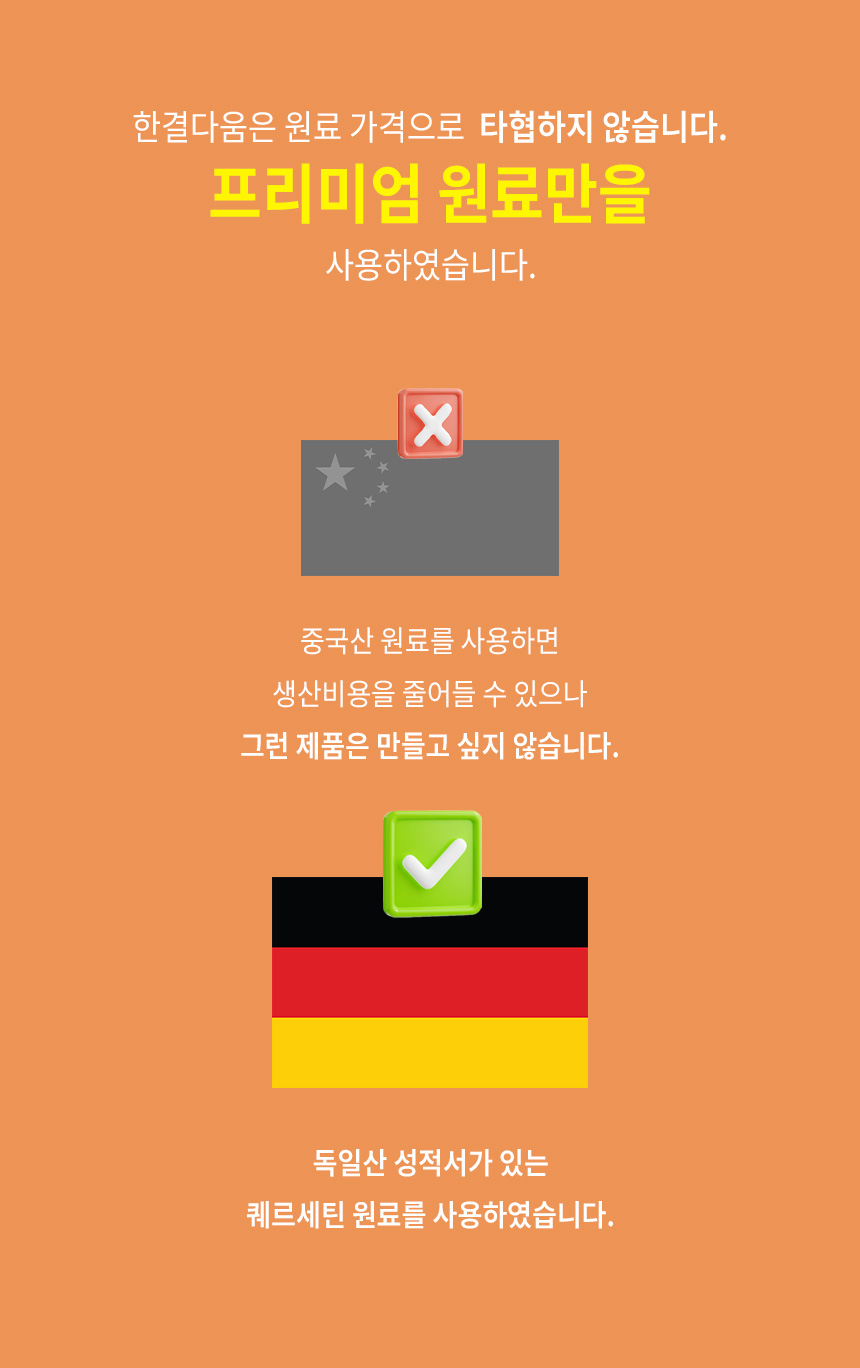 한결다움은 원료 가격으로 타협하지 않습니다.
프리미엄 원료만을
사용하였습니다.
중국산 원료를 사용하면
생산비용을 줄어들 수 있으나
그런 제품은 만들고 싶지 않습니다.
독일산 성적서가 있는
퀘르세틴 원료를 사용하였습니다.